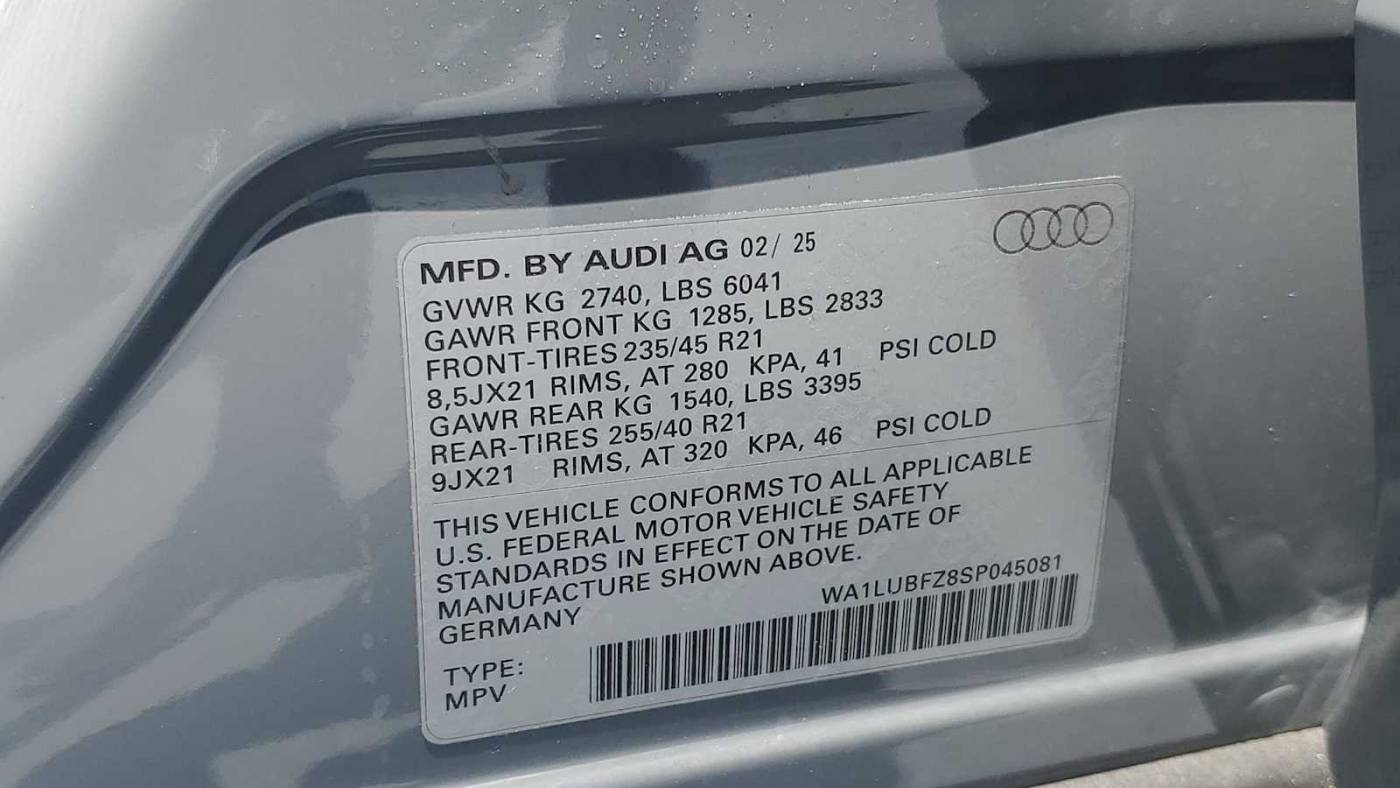 MFD. BY AUDI AG 02/ 25
GVWR KG 2740, LBS 6041
GAWR FRONT KG 1285, LBS 2833
FRONT-TIRES 235/45 R21
8,5JX21 RIMS, AT 280 KPA, 41 PSI COLD
GAWR REAR KG 1540, LBS 3395
REAR-TIRES 255/40 R21
9JX21 RIMS, AT 320 KPA, 46 PSI COLD
THIS VEHICLE CONFORMS TO ALL APPLICABLE
U.S. FEDERAL MOTOR VEHICLE SAFETY
STANDARDS IN EFFECT ON THE DATE OF
MANUFACTURE SHOWN ABOVE.
GERMANY
WA1LUBFZ8SP045081
TYPE:
MPV